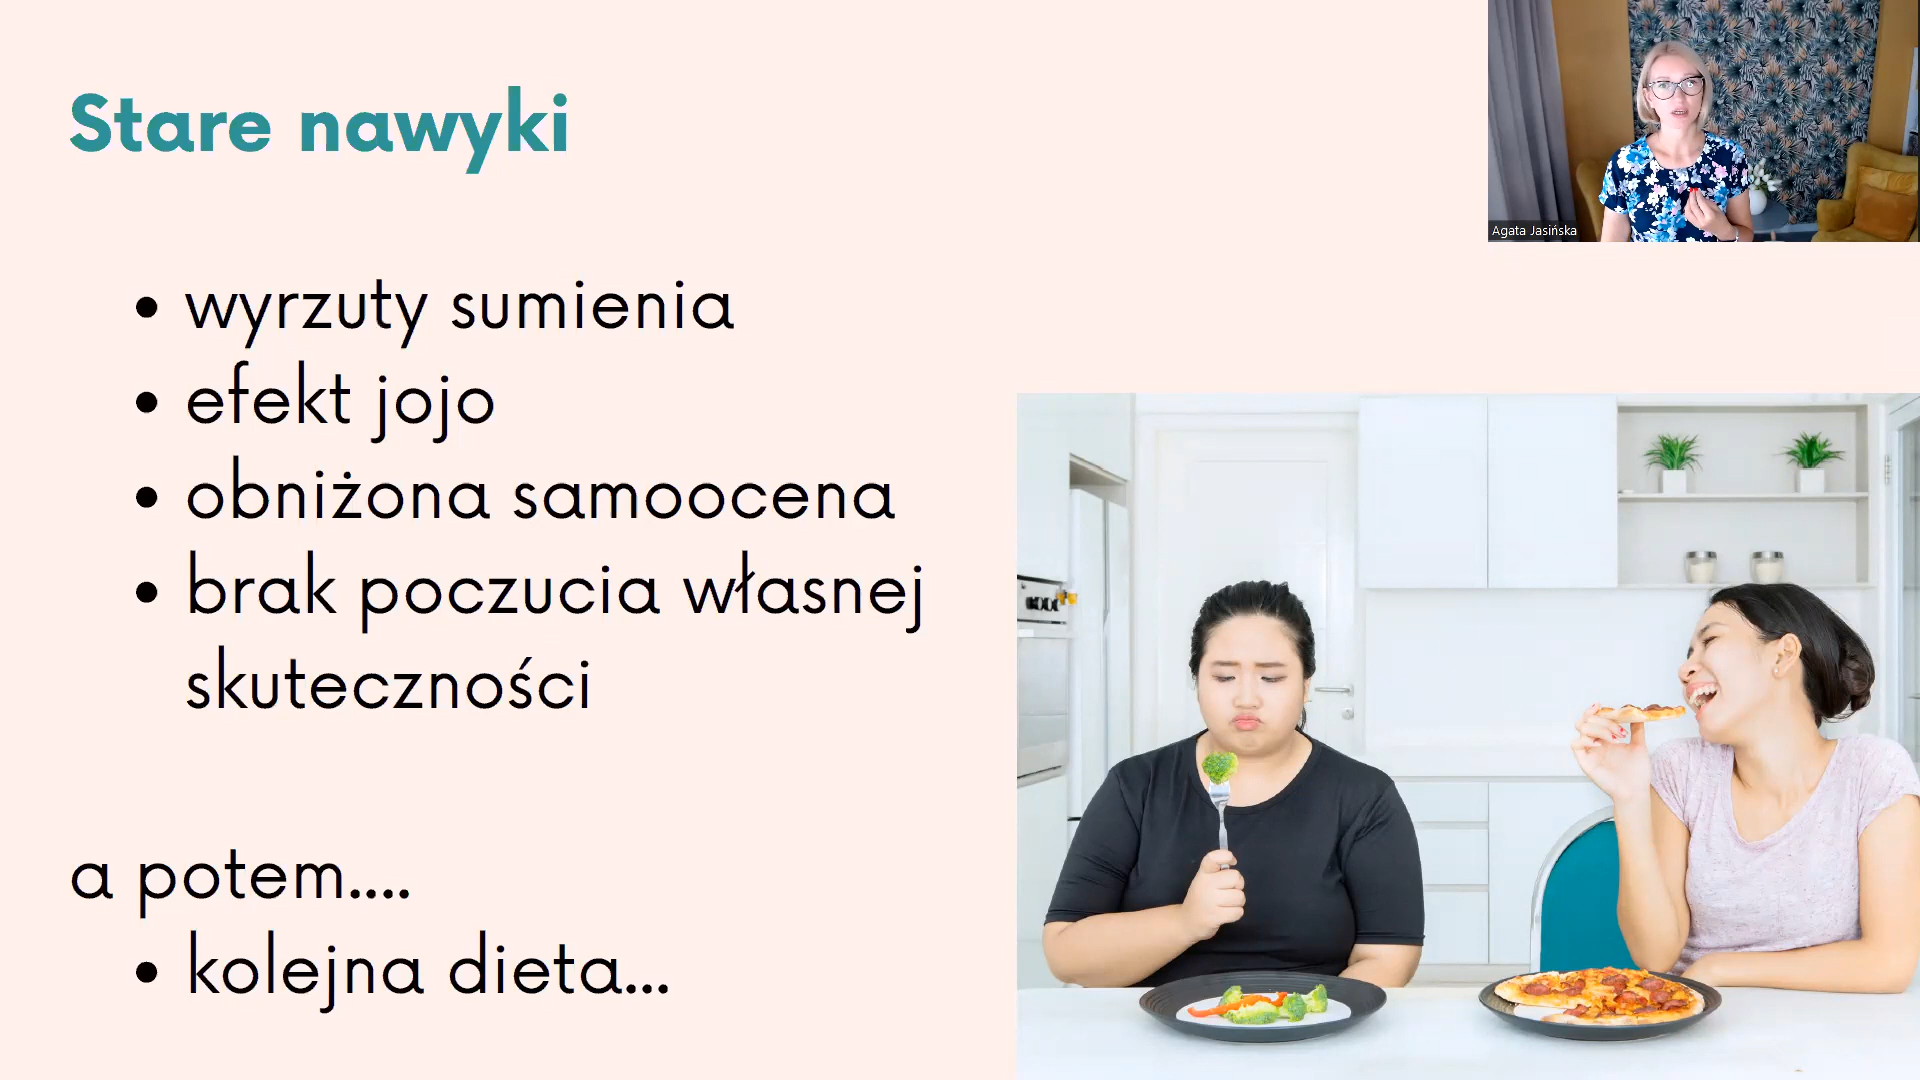 Stare nawyki
Agata Jasińska
• wyrzuty sumienia
• efekt jojo
• obniżona samoocena
• brak poczucia własnej
skuteczności
a potem....
• kolejna dieta...